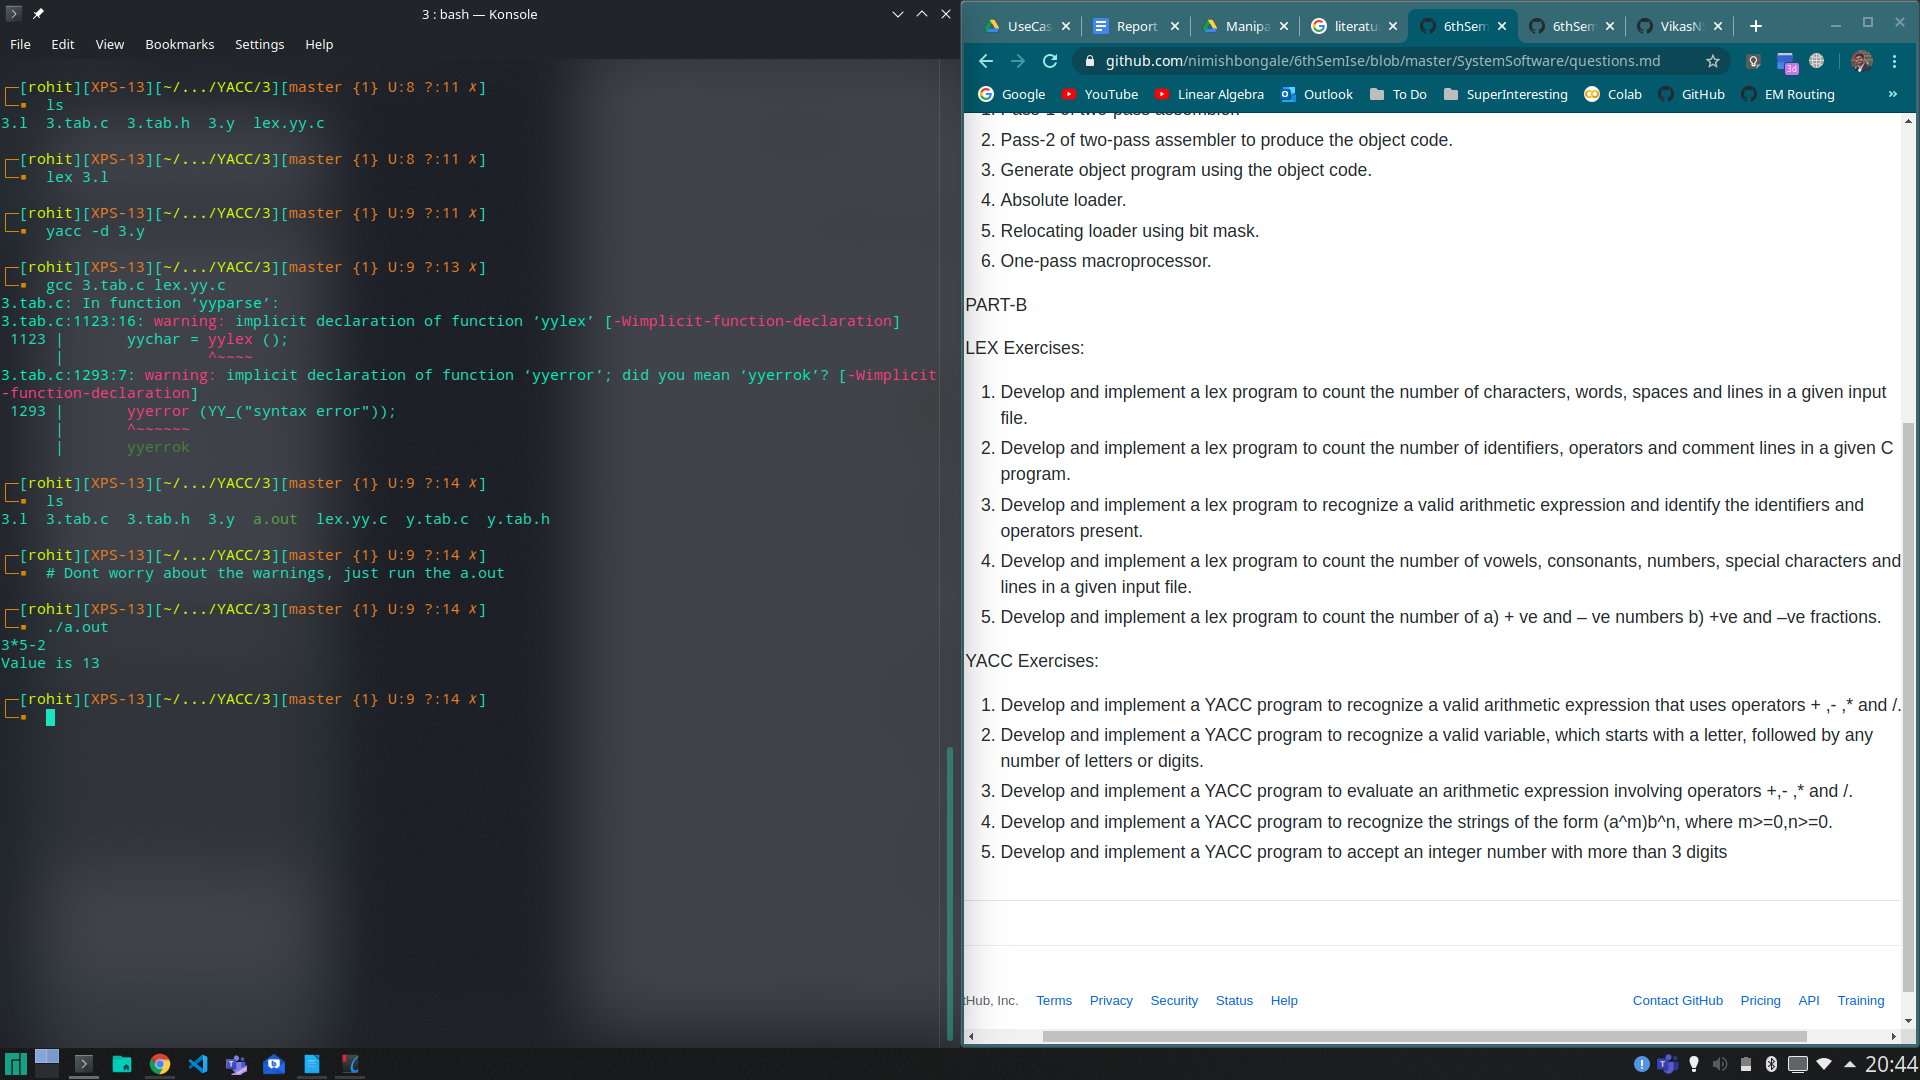 3 : bash — Konsole
File Edit View Bookmarks Settings Help
[rohit][XPS-13][~/.../YACC/3][master {1} U:8 ?:11 ✗]
ls
3.l 3.tab.c 3.tab.h 3.y lex.yy.c
[rohit][XPS-13][~/.../YACC/3][master {1} U:8 ?:11 ✗]
lex 3.l
[rohit][XPS-13][~/.../YACC/3][master {1} U:9 ?:11 ✗]
yacc -d 3.y
[rohit][XPS-13][~/.../YACC/3][master {1} U:9 ?:13 ✗]
gcc 3.tab.c lex.yy.c
3.tab.c: In function ‘yyparse’:
3.tab.c:1123:16: warning: implicit declaration of function ‘yylex’ [-Wimplicit-function-declaration]
1123 | yychar = yylex ();
| ^~~~~
3.tab.c:1293:7: warning: implicit declaration of function ‘yyerror’; did you mean ‘yyerrok’? [-Wimplicit
-function-declaration]
1293 | yyerror (YY_("syntax error"));
| ^~~~~~~
| yyerrok
[rohit][XPS-13][~/.../YACC/3][master {1} U:9 ?:14 ✗]
ls
3.l 3.tab.c 3.tab.h 3.y a.out lex.yy.c y.tab.c y.tab.h
[rohit][XPS-13][~/.../YACC/3][master {1} U:9 ?:14 ✗]
# Dont worry about the warnings, just run the a.out
[rohit][XPS-13][~/.../YACC/3][master {1} U:9 ?:14 ✗]
./a.out
3*5-2
Value is 13
[rohit][XPS-13][~/.../YACC/3][master {1} U:9 ?:14 ✗]
UseCas Report Manipa literatu 6thSem 6thSem VikasN
github.com/nimishbongale/6thSemIse/blob/master/SystemSoftware/questions.md
3d
Google YouTube Linear Algebra Outlook To Do SuperInteresting Colab GitHub EM Routing »
1. Pass-1 of two-pass assembler.
2. Pass-2 of two-pass assembler to produce the object code.
3. Generate object program using the object code.
4. Absolute loader.
5. Relocating loader using bit mask.
6. One-pass macroprocessor.
PART-B
LEX Exercises:
1. Develop and implement a lex program to count the number of characters, words, spaces and lines in a given input
file.
2. Develop and implement a lex program to count the number of identifiers, operators and comment lines in a given C
program.
3. Develop and implement a lex program to recognize a valid arithmetic expression and identify the identifiers and
operators present.
4. Develop and implement a lex program to count the number of vowels, consonants, numbers, special characters and
lines in a given input file.
5. Develop and implement a lex program to count the number of a) + ve and – ve numbers b) +ve and –ve fractions.
YACC Exercises:
1. Develop and implement a YACC program to recognize a valid arithmetic expression that uses operators + ,- ,* and /.
2. Develop and implement a YACC program to recognize a valid variable, which starts with a letter, followed by any
number of letters or digits.
3. Develop and implement a YACC program to evaluate an arithmetic expression involving operators +,- ,* and /.
4. Develop and implement a YACC program to recognize the strings of the form (a^m)b^n, where m>=0,n>=0.
5. Develop and implement a YACC program to accept an integer number with more than 3 digits
tHub, Inc. Terms Privacy Security Status Help Contact GitHub Pricing API Training
20:44